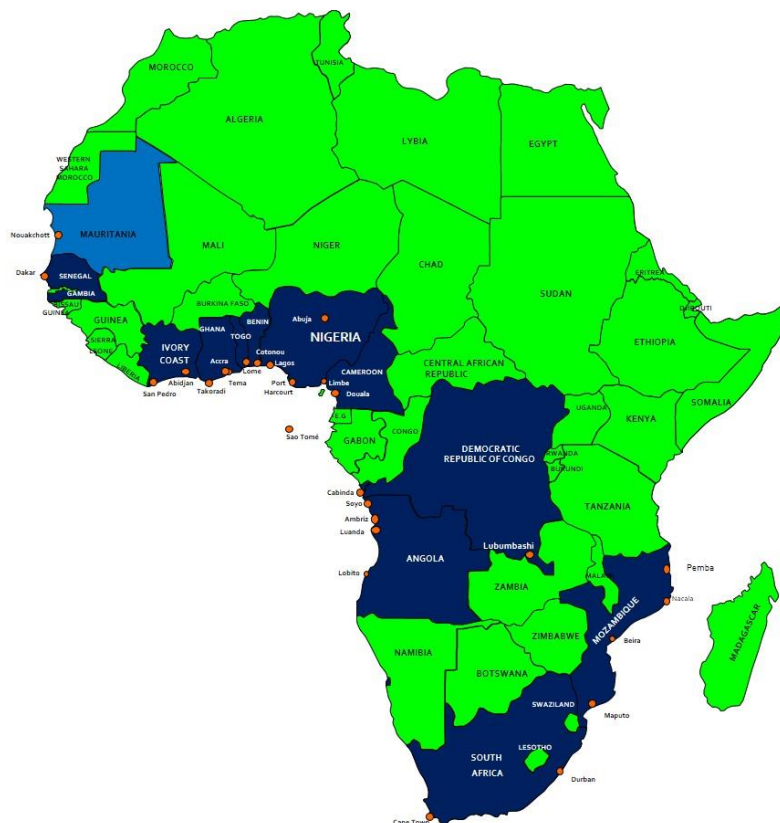 TUNISIA
MOROCCO
ALGERIA
LYBIA
EGYPT
WESTERN
SAHARA
MOROCCO
Nouakchott
MAURITANIA
MALI
NIGER
CHAD
SUDAN
ERITREA
DJIBOUTI
Dakar
SENEGAL
GAMBIA
BISSAU
GUINEA
GUINEA
SIERRA
LEONE
LIBERIA
BURKINA FASO
IVORY
COAST
GHANA
TOGO
BENIN
Abuja
NIGERIA
Accra
Cotonou
Lome
Lagos
San Pedro
Abidjan
Takoradi
Tema
Port
Harcourt
CAMEROON
Limbe
Douala
CENTRAL AFRICAN
REPUBLIC
ETHIOPIA
SOMALIA
UGANDA
KENYA
E.G
Sao Tomé
GABON
CONGO
DEMOCRATIC
REPUBLIC OF CONGO
RWANDA
BURUNDI
TANZANIA
Cabinda
Soyo
Ambriz
Luanda
Lobito
ANGOLA
Lubumbashi
ZAMBIA
MALAWI
Pemba
Nacala
MOZAMBIQUE
Beira
ZIMBABWE
NAMIBIA
BOTSWANA
MADAGASCAR
SWAZILAND
Maputo
LESOTHO
SOUTH
AFRICA
Durban
Cape Town